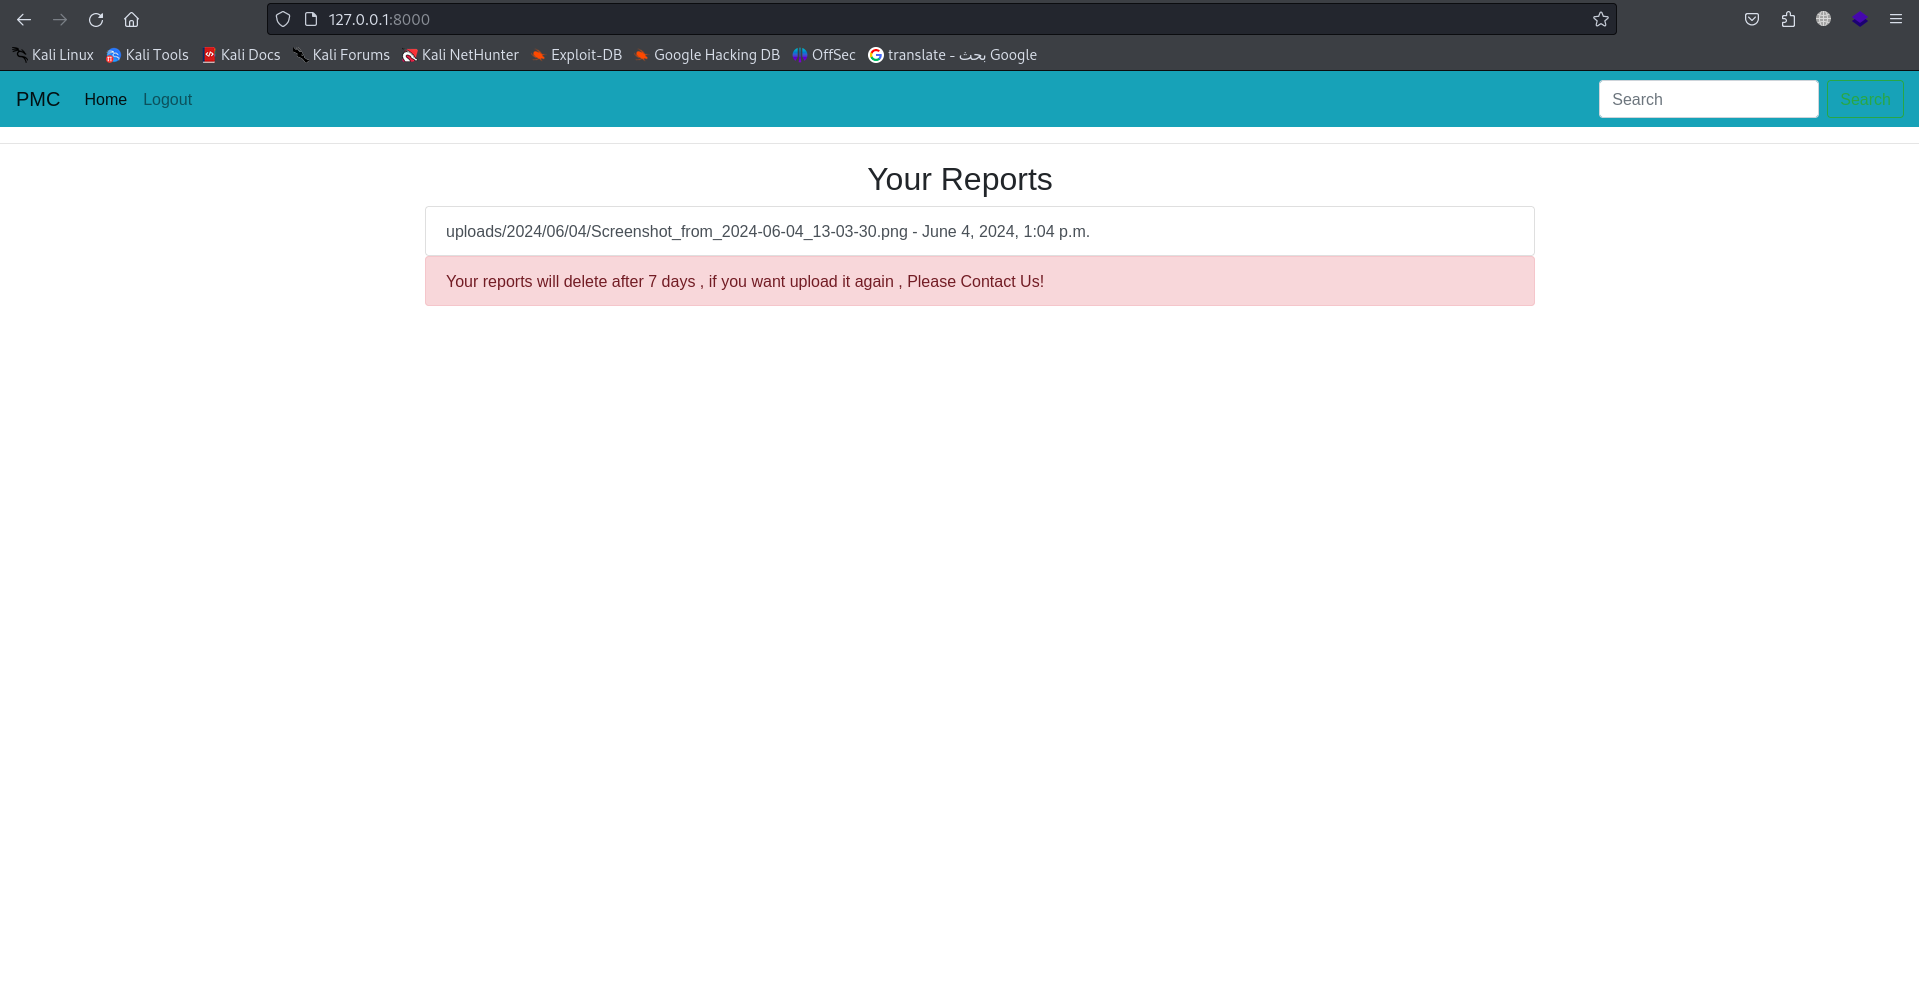 127.0.0.1:8000
Kali Linux Kali Tools Kali Docs Kali Forums Kali NetHunter Exploit-DB Google Hacking DB OffSec translate - بحث Google
PMC Home Logout Search Search
Your Reports
uploads/2024/06/04/Screenshot_from_2024-06-04_13-03-30.png - June 4, 2024, 1:04 p.m.
Your reports will delete after 7 days , if you want upload it again , Please Contact Us!